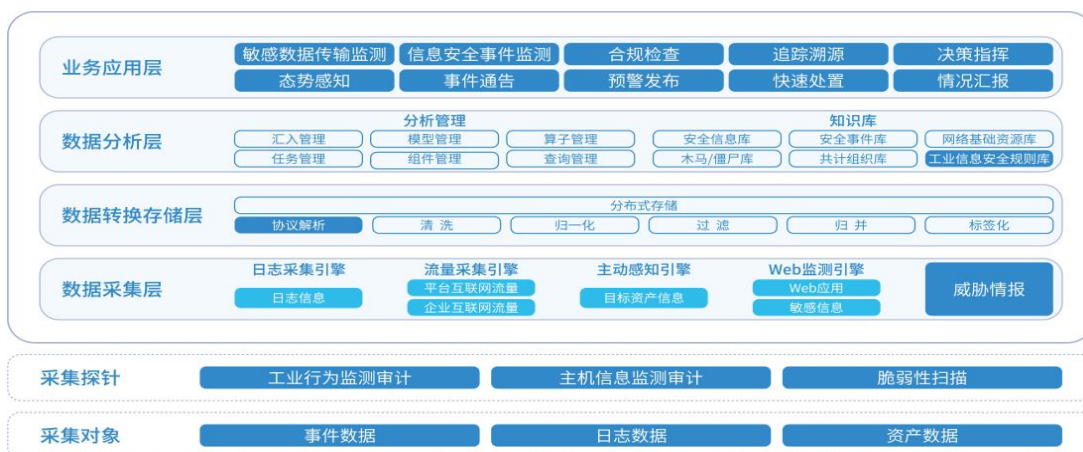 业务应用层
敏感数据传输监测 信息安全事件监测 合规检查 追踪溯源 决策指挥
态势感知 事件通告 预警发布 快速处置 情况汇报
数据分析层
分析管理 知识库
汇入管理 模型管理 算子管理 安全信息库 安全事件库 网络基础资源库
任务管理 组件管理 查询管理 木马/僵尸库 共计组织库 工业信息安全规则库
数据转换存储层
分布式存储
协议解析 清洗 归一化 过滤 归并 标签化
数据采集层
日志采集引擎 流量采集引擎 主动感知引擎 Web监测引擎
日志信息 平台互联网流量 目标资产信息 Web应用 威胁情报
企业互联网流量 敏感信息
采集探针 工业行为监测审计 主机信息监测审计 脆弱性扫描
采集对象 事件数据 日志数据 资产数据